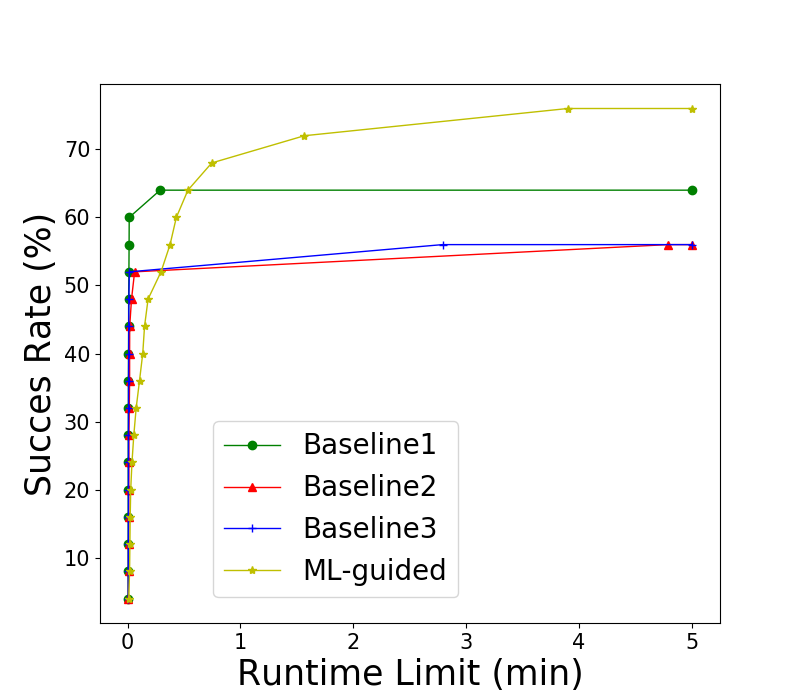 Succes Rate (%)
70
60
50
40
30
20
10
Baseline1
Baseline2
Baseline3
ML-guided
0 1 2 3 4 5
Runtime Limit (min)